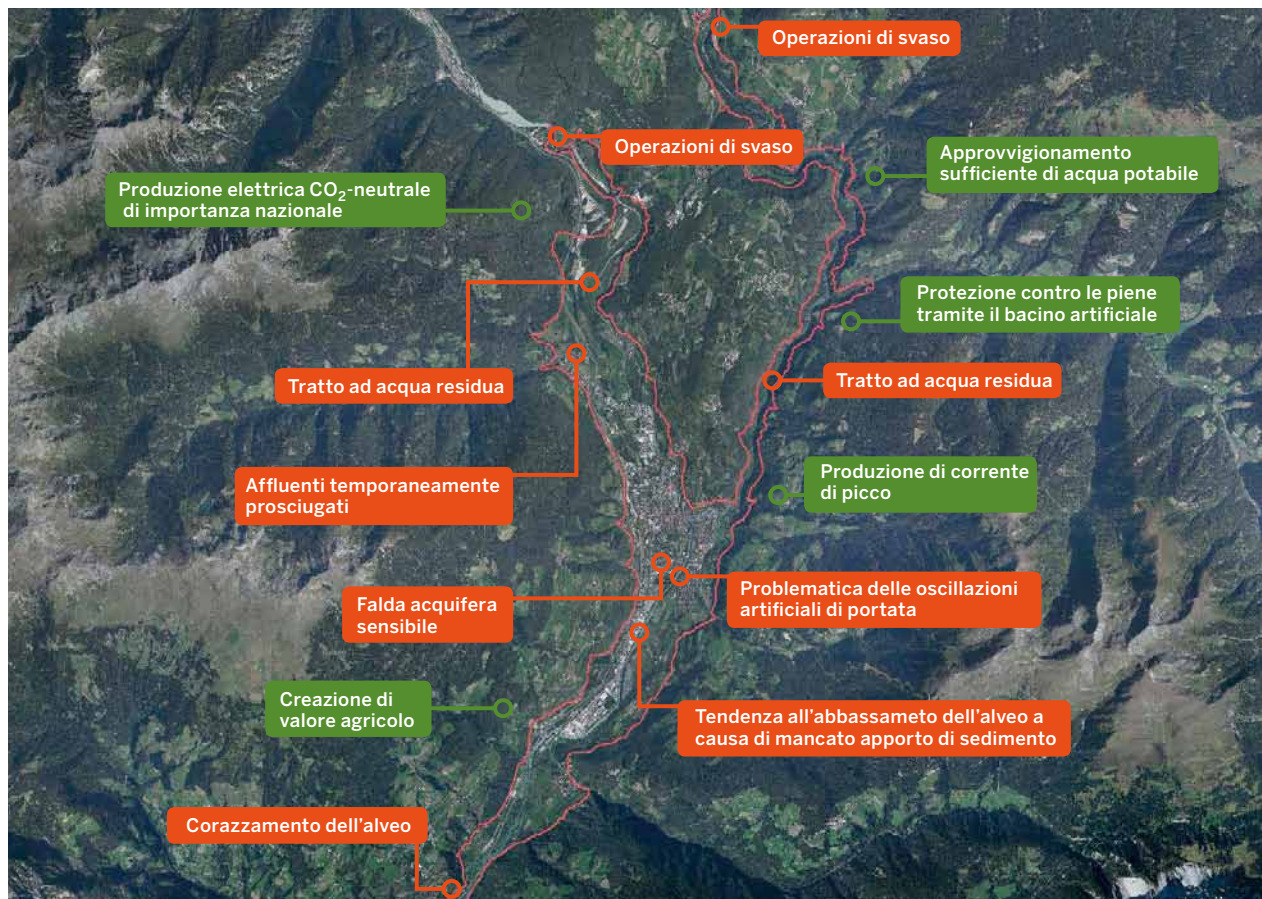 Operazioni di svaso
Operazioni di svaso
Approvvigionamento
sufficiente di acqua potabile
Produzione elettrica CO₂-neutrale
di importanza nazionale
Protezione contro le piene
tramite il bacino artificiale
Tratto ad acqua residua
Tratto ad acqua residua
Affluenti temporaneamente
prosciugati
Produzione di corrente
di picco
Falda acquifera
sensibile
Problematica delle oscillazioni
artificiali di portata
Creazione di
valore agricolo
Tendenza all'abbassameto dell'alveo a
causa di mancato apporto di sedimento
Corazzamento dell'alveo